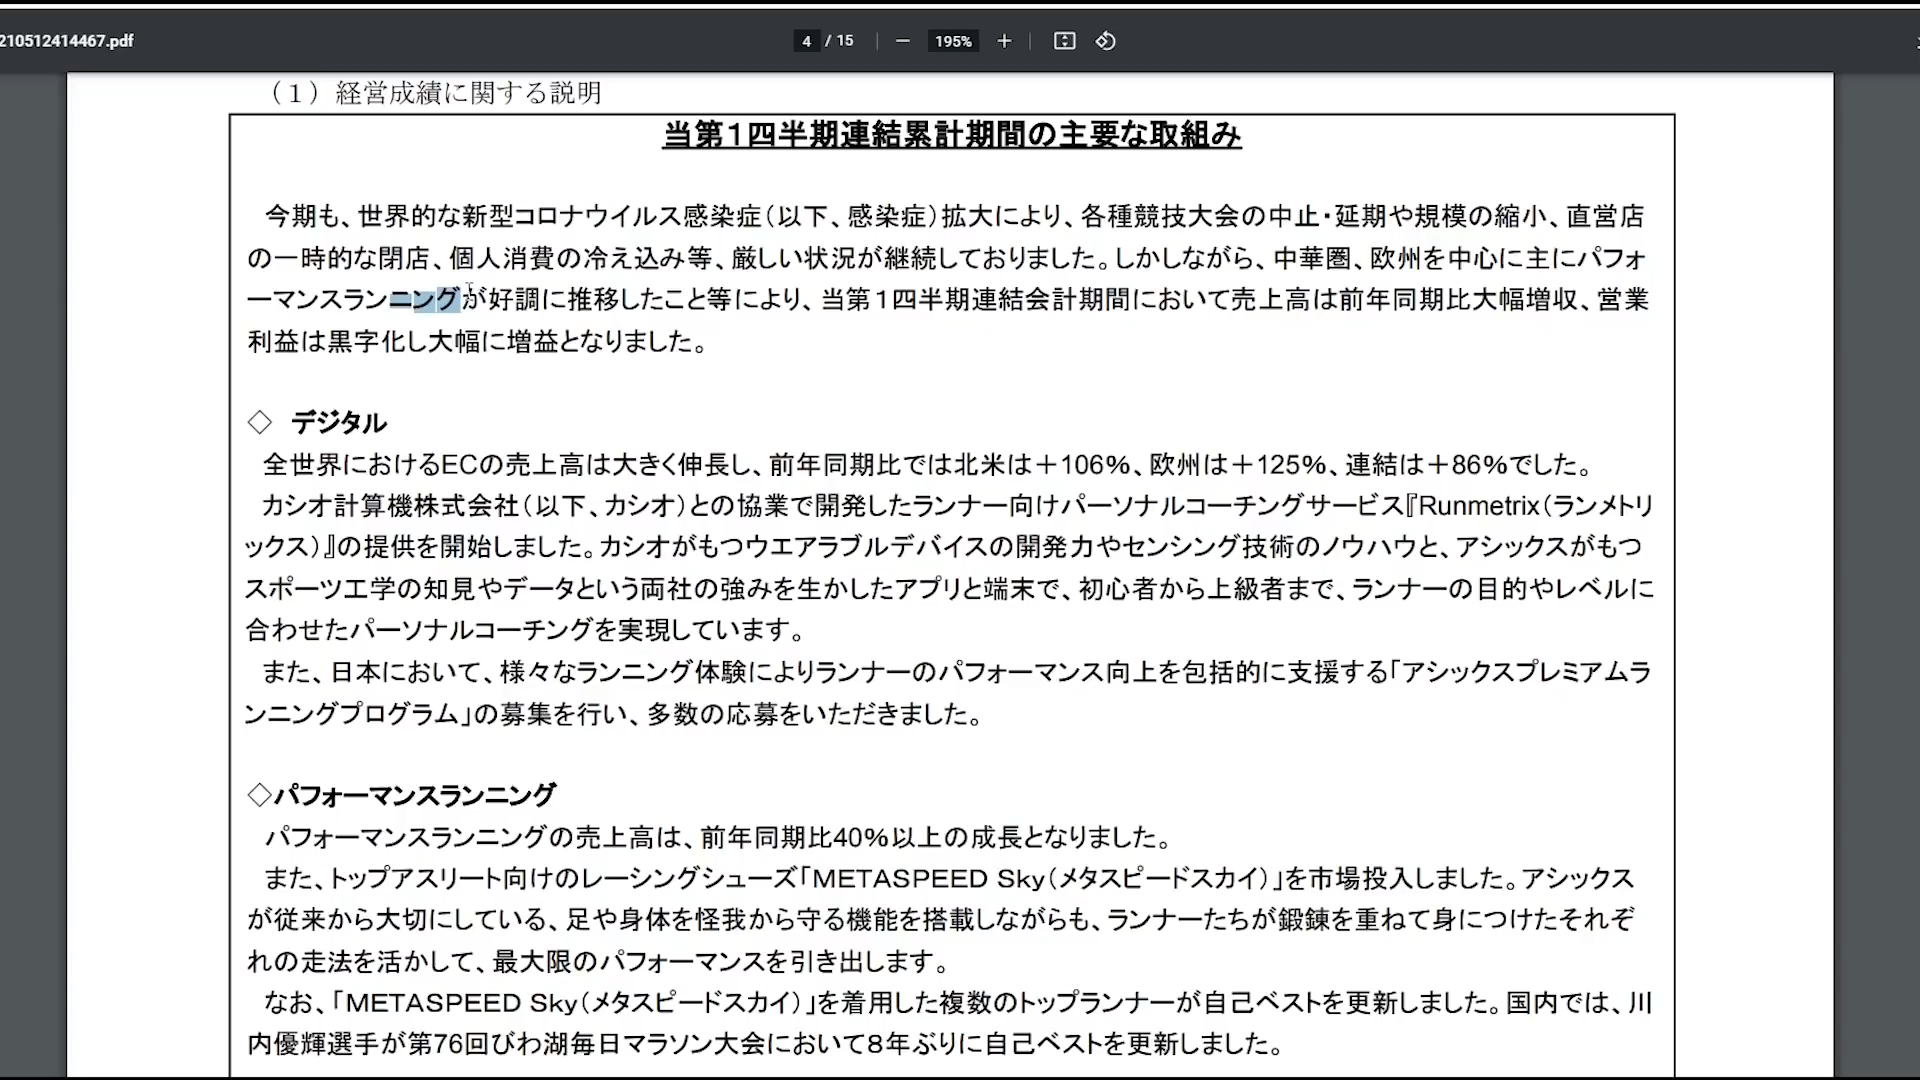 210512414467.pdf
4 / 15
195%
（１）経営成績に関する説明
当第１四半期連結累計期間の主要な取組み
今期も、世界的な新型コロナウイルス感染症（以下、感染症）拡大により、各種競技大会の中止・延期や規模の縮小、直営店
の一時的な閉店、個人消費の冷え込み等、厳しい状況が継続しておりました。しかしながら、中華圏、欧州を中心に主にパフォ
ーマンスランニングが好調に推移したこと等により、当第１四半期連結会計期間において売上高は前年同期比大幅増収、営業
利益は黒字化し大幅に増益となりました。
◇ デジタル
全世界におけるECの売上高は大きく伸長し、前年同期比では北米は＋106％、欧州は＋125％、連結は＋86％でした。
カシオ計算機株式会社（以下、カシオ）との協業で開発したランナー向けパーソナルコーチングサービス『Runmetrix（ランメトリ
ックス）』の提供を開始しました。カシオがもつウエアラブルデバイスの開発力やセンシング技術のノウハウと、アシックスがもつ
スポーツ工学の知見やデータという両社の強みを生かしたアプリと端末で、初心者から上級者まで、ランナーの目的やレベルに
合わせたパーソナルコーチングを実現しています。
また、日本において、様々なランニング体験によりランナーのパフォーマンス向上を包括的に支援する「アシックスプレミアムラ
ンニングプログラム」の募集を行い、多数の応募をいただきました。
◇パフォーマンスランニング
パフォーマンスランニングの売上高は、前年同期比40％以上の成長となりました。
また、トップアスリート向けのレーシングシューズ「METASPEED Sky（メタスピードスカイ）」を市場投入しました。アシックス
が従来から大切にしている、足や身体を怪我から守る機能を搭載しながらも、ランナーたちが鍛錬を重ねて身につけたそれぞ
れの走法を活かして、最大限のパフォーマンスを引き出します。
なお、「METASPEED Sky（メタスピードスカイ）」を着用した複数のトップランナーが自己ベストを更新しました。国内では、川
内優輝選手が第76回びわ湖毎日マラソン大会において8年ぶりに自己ベストを更新しました。